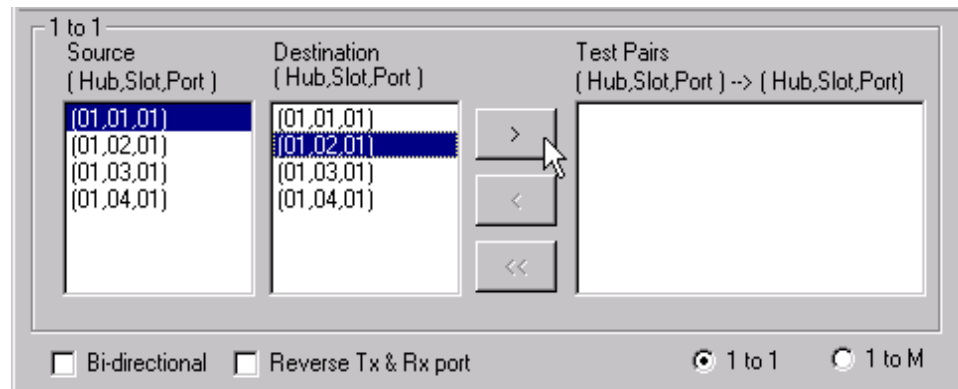 1 to 1
Source
( Hub,Slot,Port )
(01,01,01)
(01,02,01)
(01,03,01)
(01,04,01)
Destination
( Hub,Slot,Port )
(01,01,01)
(01,02,01)
(01,03,01)
(01,04,01)
>
<
<<
Test Pairs
( Hub,Slot,Port ) --> ( Hub,Slot,Port)
Bi-directional
Reverse Tx & Rx port
1 to 1
1 to M